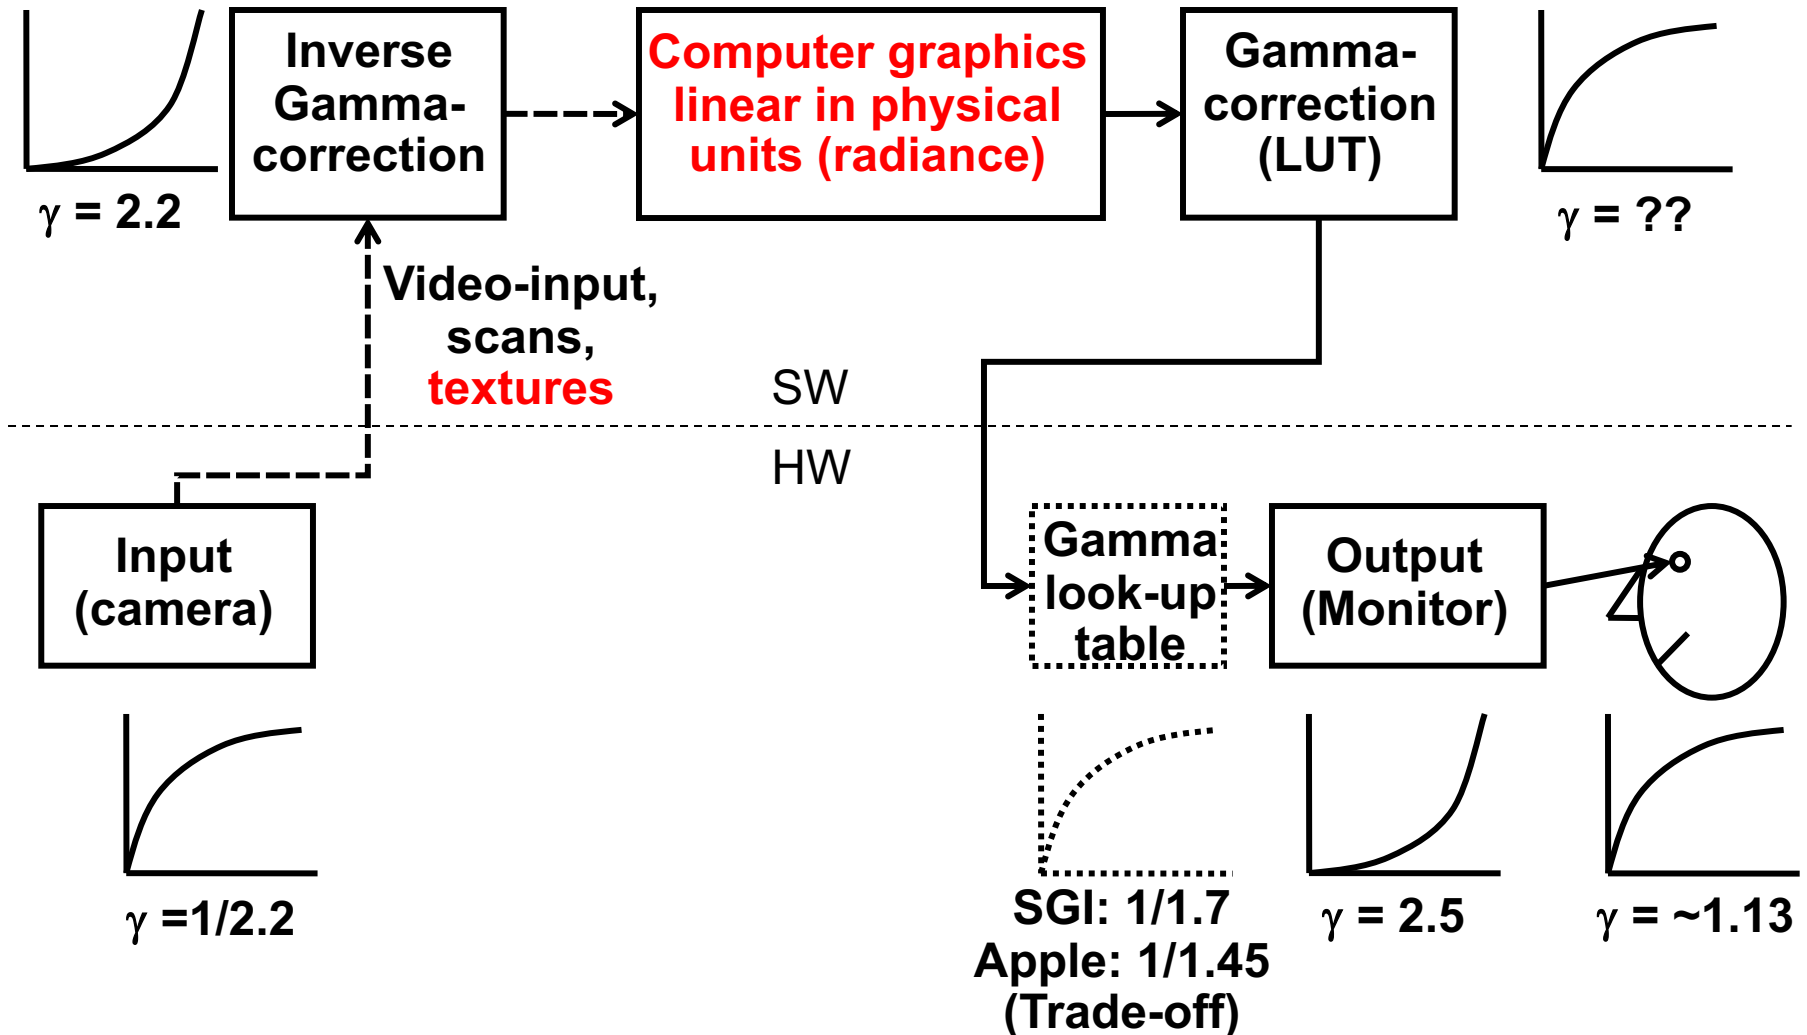 Inverse
Gamma-
correction
Computer graphics
linear in physical
units (radiance)
Gamma-
correction
(LUT)
γ = 2.2
γ = ??
Video-input,
scans,
textures
SW
HW
Input
(camera)
Gamma
look-up
table
Output
(Monitor)
γ =1/2.2
SGI: 1/1.7
Apple: 1/1.45
(Trade-off)
γ = 2.5
γ = ~1.13